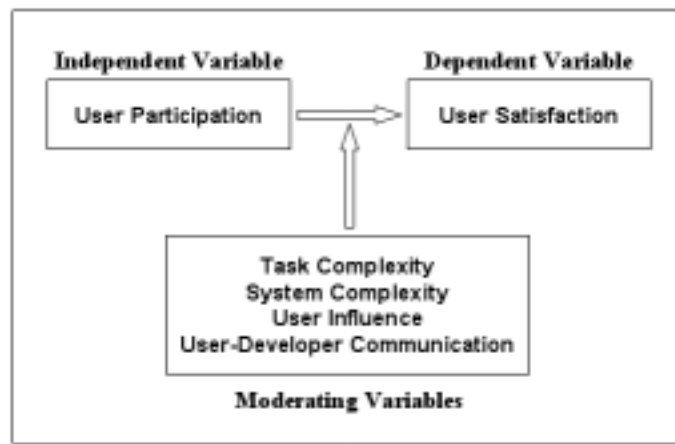 Independent Variable
Dependent Variable
User Participation
User Satisfaction
Task Complexity
System Complexity
User Influence
User-Developer Communication
Moderating Variables